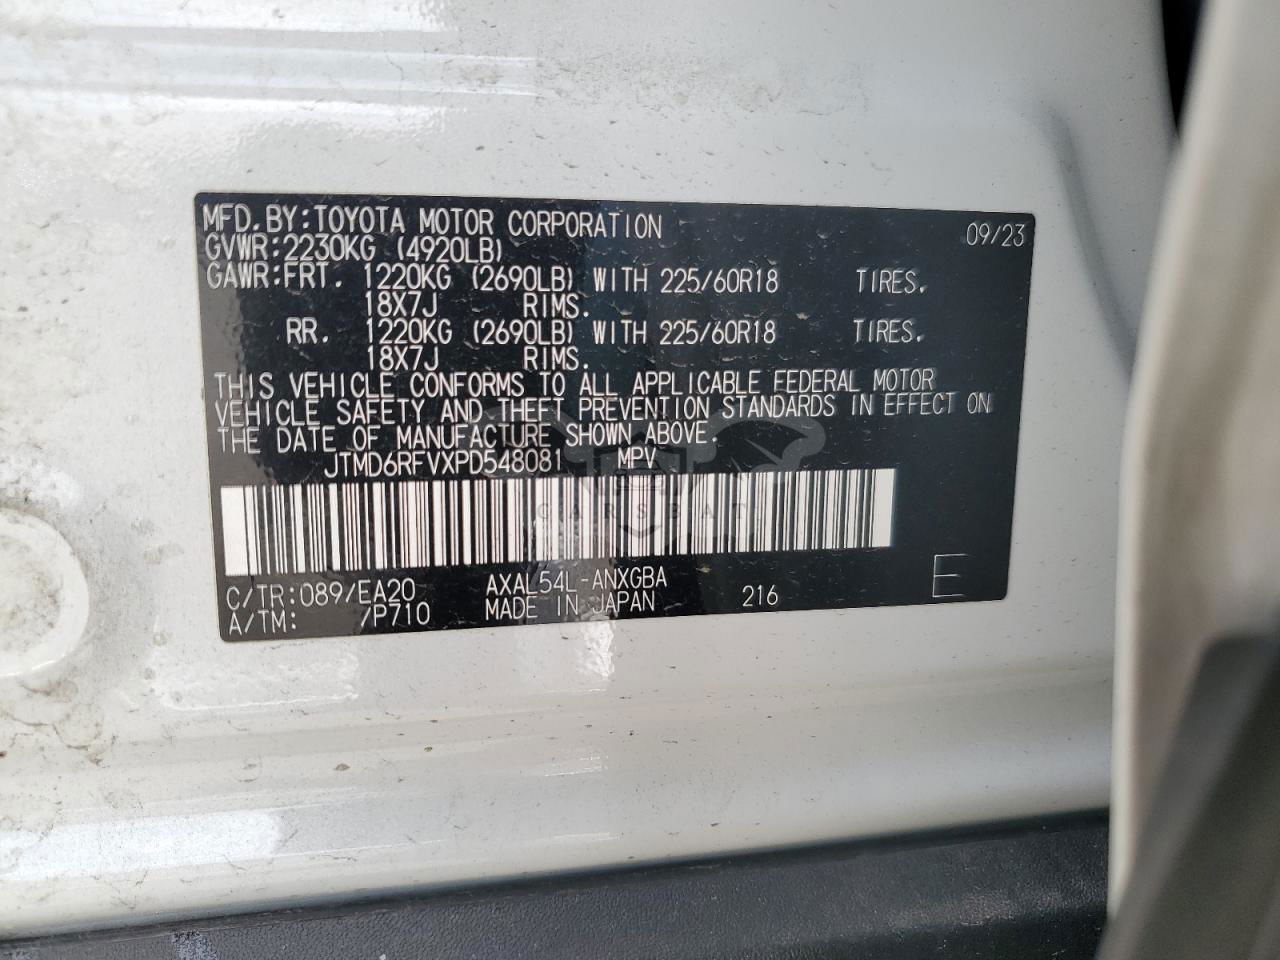 MFD.BY:TOYOTA MOTOR CORPORATION 09/23
GVWR:2230KG (4920LB)
GAWR:FRT. 1220KG (2690LB) WITH 225/60R18 TIRES.
18X7J RIMS.
RR. 1220KG (2690LB) WITH 225/60R18 TIRES.
18X7J RIMS.
THIS VEHICLE CONFORMS TO ALL APPLICABLE FEDERAL MOTOR
VEHICLE SAFETY AND THEFT PREVENTION STANDARDS IN EFFECT ON
THE DATE OF MANUFACTURE SHOWN ABOVE.
JTMD6RFVXPD548081 MPV
CARSBAT
C/TR:089/EA20 AXAL54L-ANXGBA
A/TM: /P710 MADE IN JAPAN 216 E